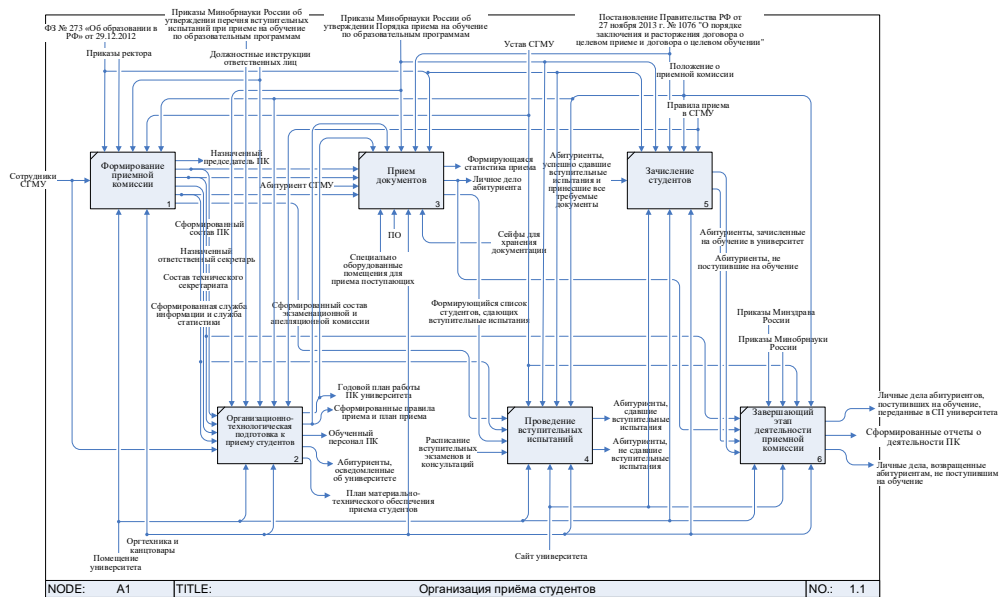 ФЗ № 273 «Об образовании в
РФ» от 29.12.2012
Приказы ректора
Приказы Минобрнауки России об
утверждении перечня вступительных
испытаний при приеме на обучение
по образовательным программам
Должностные инструкции
ответственных лиц
Приказы Минобрнауки России об
утверждении Порядка приема на обучение
по образовательным программам
Устав СГМУ
Постановление Правительства РФ от
27 ноября 2013 г. № 1076 "О порядке
заключения и расторжения договора о
целевом приеме и договора о целевом обучении"
Положение о
приемной комиссии
Правила приема
в СГМУ
Сотрудники
СГМУ
Формирование
приемной
комиссии
1
Назначенный
председатель ПК
Абитуриент СГМУ
Прием
документов
3
Формирующаяся
статистика приема
Личное дело
абитуриента
Абитуриенты,
успешно сдавшие
вступительные
испытания и
принесшие все
требуемые
документы
Зачисление
студентов
5
Сформированный
состав ПК
Назначенный
ответственный секретарь
Состав технического
секретариата
Сформированная служба
информации и служба
статистики
ПО
Специально
оборудованные
помещения для
приема поступающих
Сейфы для
хранения
документации
Сформированный состав
экзаменационной и
апелляционной комиссии
Формирующийся список
студентов, сдающих
вступительные испытания
Абитуриенты, зачисленные
на обучение в университет
Абитуриенты, не
поступившие на обучение
Приказы Минздрава
России
Приказы Минобрнауки
России
Организационно-
технологическая
подготовка к
приему студентов
2
Годовой план работы
ПК университета
Сформированные правила
приема и план приема
Обученный
персонал ПК
Абитуриенты,
осведомленные
об университете
План материально-
технического обеспечения
приема студентов
Расписание
вступительных
экзаменов и
консультаций
Проведение
вступительных
испытаний
4
Абитуриенты,
сдавшие
вступительные
испытания
Абитуриенты,
не сдавшие
вступительные
испытания
Завершающий
этап
деятельности
приемной
комиссии
6
Личные дела абитуриентов,
поступивших на обучение,
переданные в СП университета
Сформированные отчеты о
деятельности ПК
Личные дела, возвращенные
абитуриентам, не поступившим
на обучение
Оргтехника и
канцтовары
Помещение
университета
Сайт университета
NODE: A1 TITLE: Организация приёма студентов NO.: 1.1